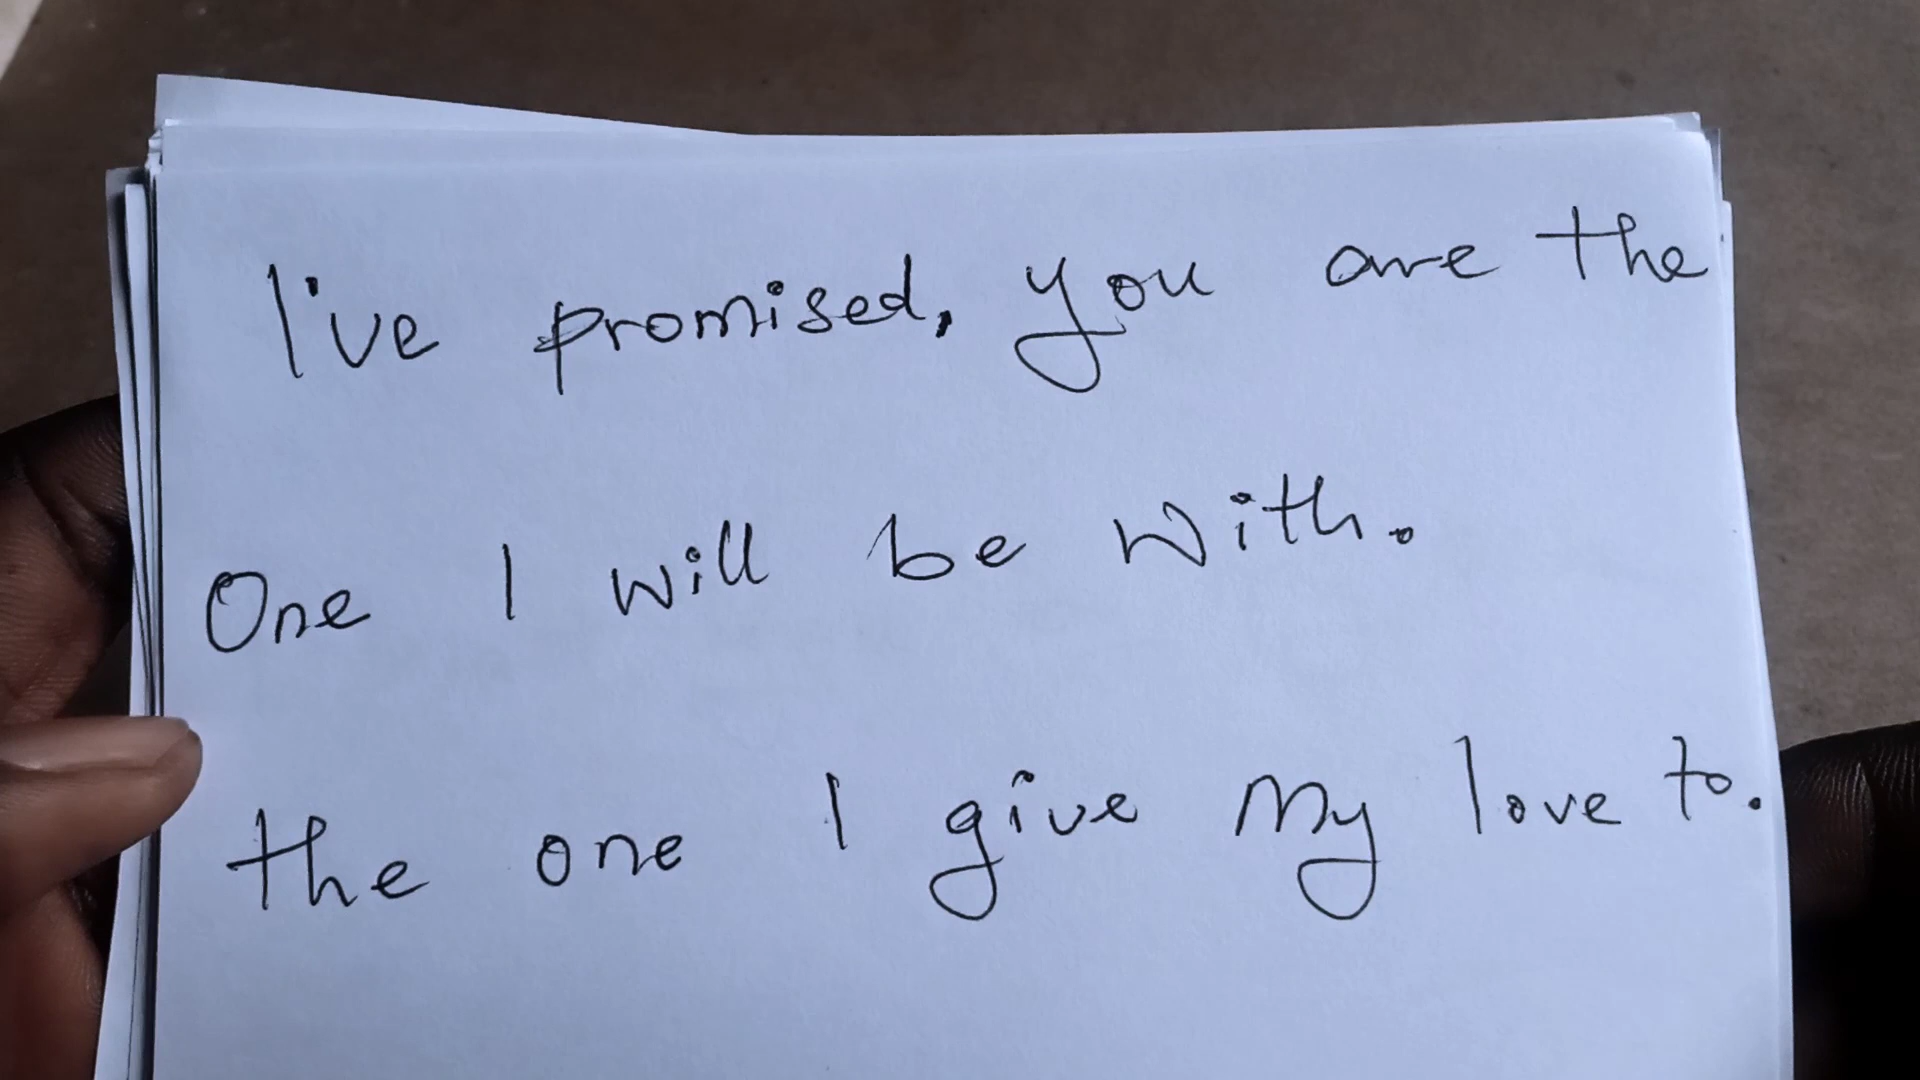 I've promised, you are the
One I will be with.
the one I give my love to.